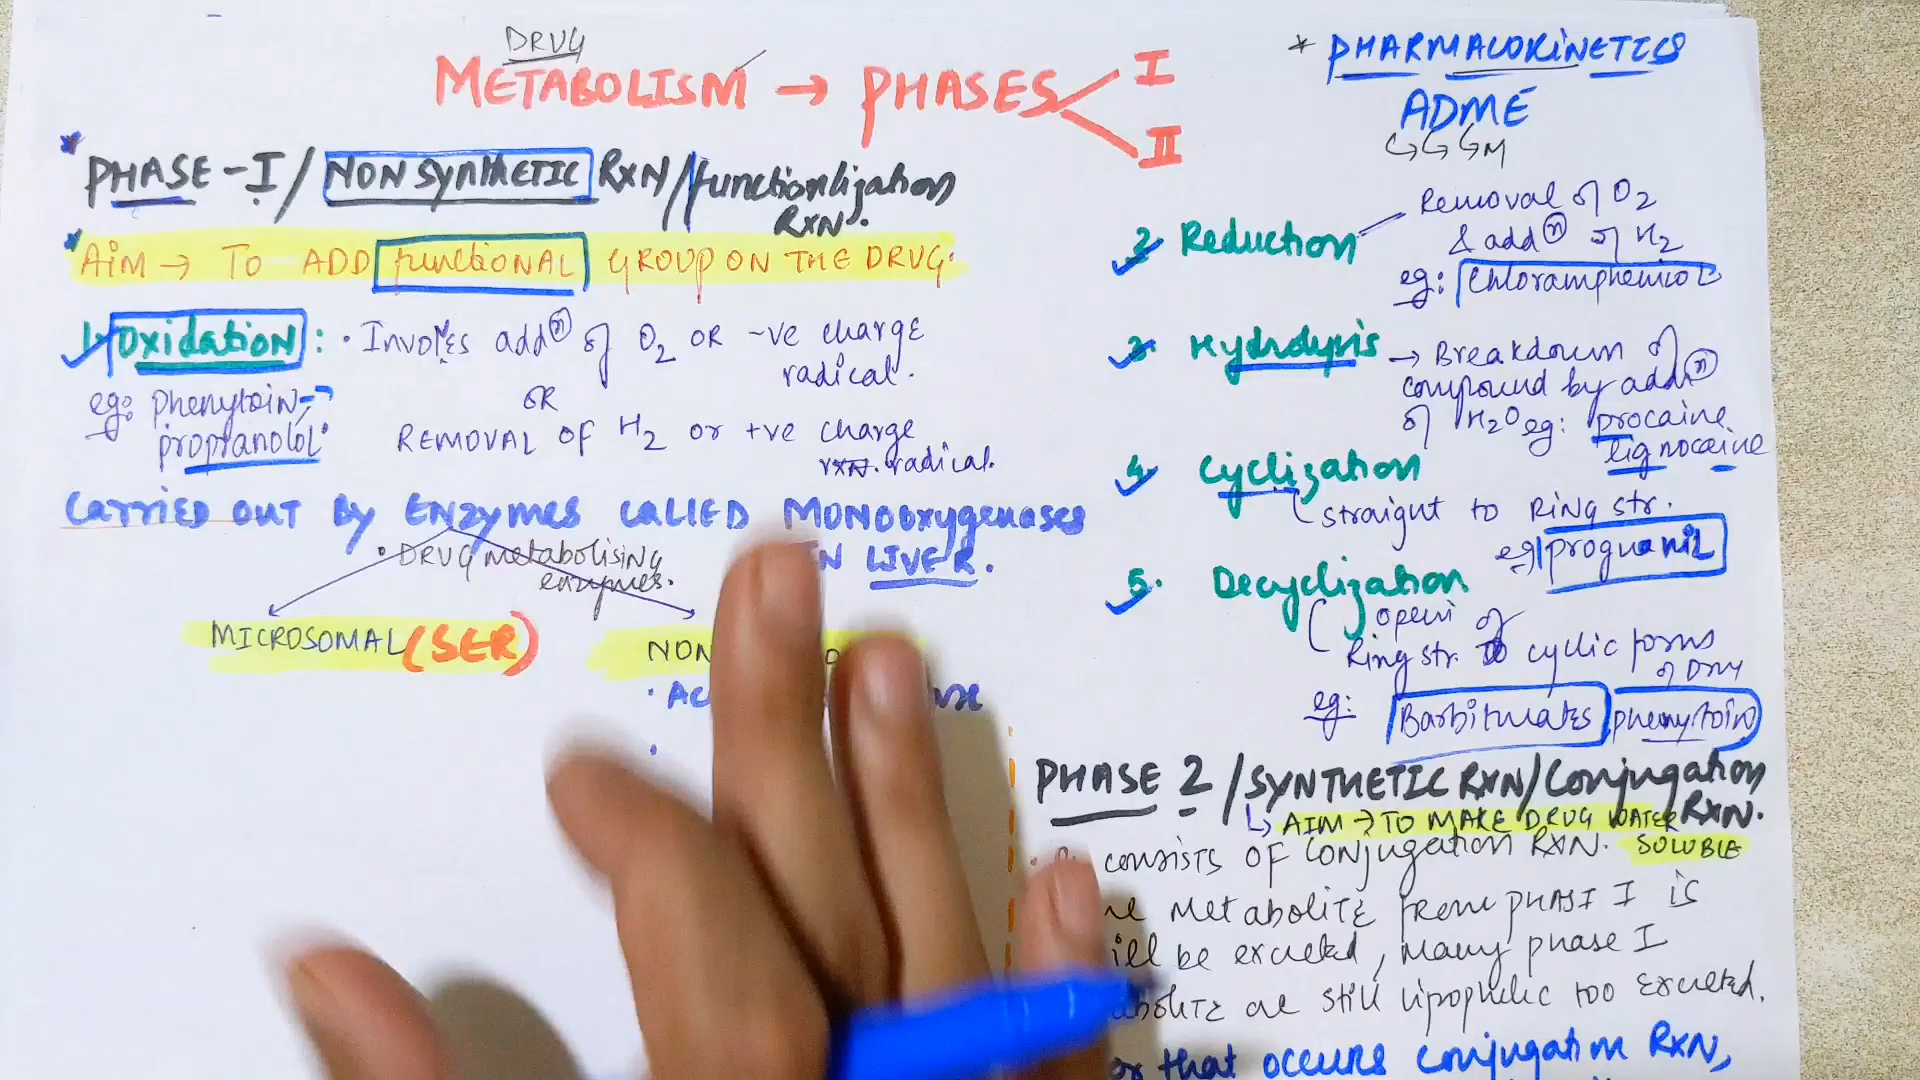 DRUG
METABOLISM → PHASES
I
II
* PHARMACOKINETICS
ADME
M
PHASE - I / NON SYNTHETIC RXN / functionlization
RXN.
AIM → TO ADD functIONAL GROUP ON THE DRUG.
1) Oxidation : • Involves add(n) of O2 OR -ve charge
radical.
eg: phenytoin,
OR
propranolol.
REMOVAL OF H2 or +ve charge
radical.
CARRIED OUT By ENZYMES CALLED MONOOxygenases
IN LIVER.
• DRUG metabolising
enzymes.
MICROSOMAL (SER)
NON
2. Reduction
Removal of O2
& add(n) of H2
eg: Chloramphenicol
3. Hydrolysis → Breakdown of
compound by add(n)
of H2O eg: procaine
lignocaine
4. Cyclization
straight to RING str.
eg proguanil
5. Decyclization
open of
Ring str. to cyclic forms
of Drug
eg: Barbiturates, phenytoin
PHASE 2 / SYNTHETIC RXN / Conjugation
RXN.
↳ AIM → TO MAKE DRUG WATER
SOLUBLE
consists OF Conjugation RXN.
Metabolite from PHASE I is
ill be excreted, Many phase I
are still lipophilic too excreted.
that occurs conjugation RXN,